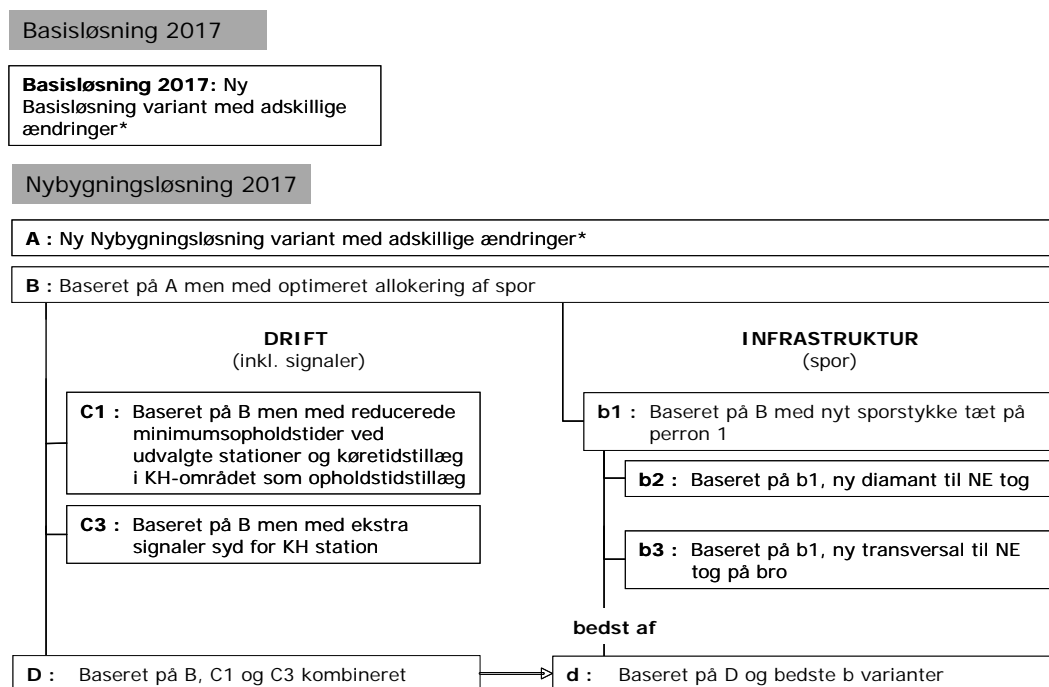 Basisløsning 2017
Basisløsning 2017: Ny
Basisløsning variant med adskillige
ændringer*
Nybygningsløsning 2017
A : Ny Nybygningsløsning variant med adskillige ændringer*
B : Baseret på A men med optimeret allokering af spor
DRIFT
(inkl. signaler)
C1 : Baseret på B men med reducerede
minimumsopholdstider ved
udvalgte stationer og køretidstillæg
i KH-området som opholdstidstillæg
C3 : Baseret på B men med ekstra
signaler syd for KH station
INFRASTRUKTUR
(spor)
b1 : Baseret på B med nyt sporstykke tæt på
perron 1
b2 : Baseret på b1, ny diamant til NE tog
b3 : Baseret på b1, ny transversal til NE
tog på bro
bedst af
D : Baseret på B, C1 og C3 kombineret
d : Baseret på D og bedste b varianter